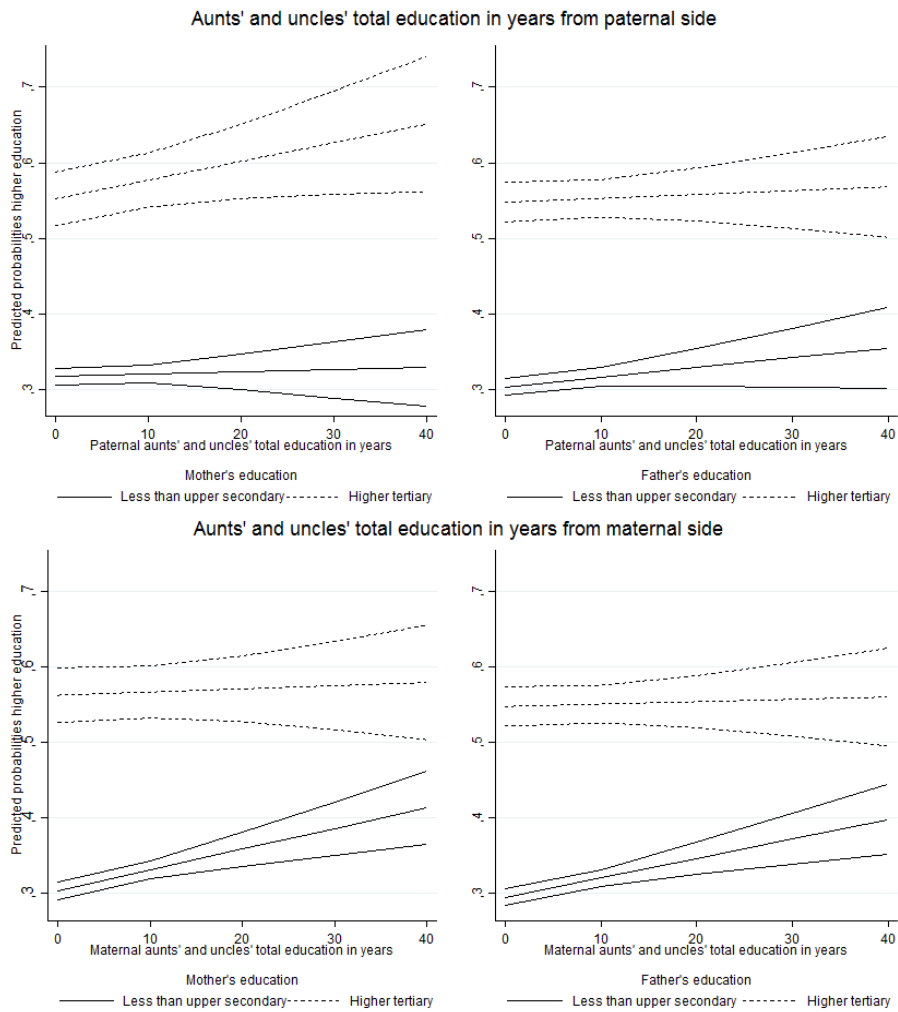 Aunts' and uncles' total education in years from paternal side
Predicted probabilities higher education
,7
,6
,5
,4
,3
0 10 20 30 40
Paternal aunts' and uncles' total education in years
Mother's education
Less than upper secondary Higher tertiary
,7
,6
,5
,4
,3
0 10 20 30 40
Paternal aunts' and uncles' total education in years
Father's education
Less than upper secondary Higher tertiary
Aunts' and uncles' total education in years from maternal side
Predicted probabilities higher education
,7
,6
,5
,4
,3
0 10 20 30 40
Maternal aunts' and uncles' total education in years
Mother's education
Less than upper secondary Higher tertiary
,7
,6
,5
,4
,3
0 10 20 30 40
Maternal aunts' and uncles' total education in years
Father's education
Less than upper secondary Higher tertiary